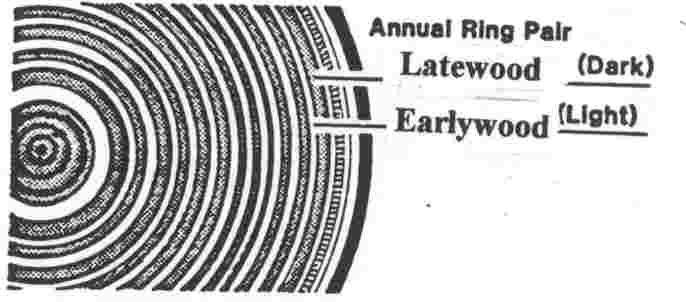 Annual Ring Pair
Latewood (Dark)
Earlywood (Light)